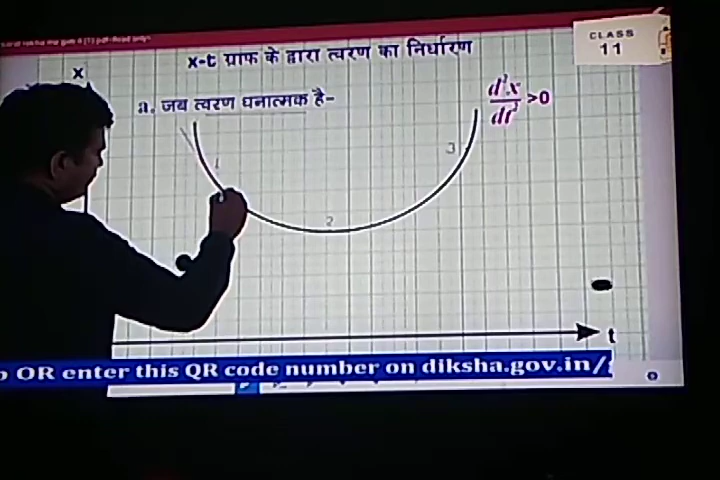 CLASS
11
x-t ग्राफ के द्वारा त्वरण का निर्धारण
X
a. जब त्वरण धनात्मक है-
d²x/dt² >0
1
2
3
t
OR enter this QR code number on diksha.gov.in/